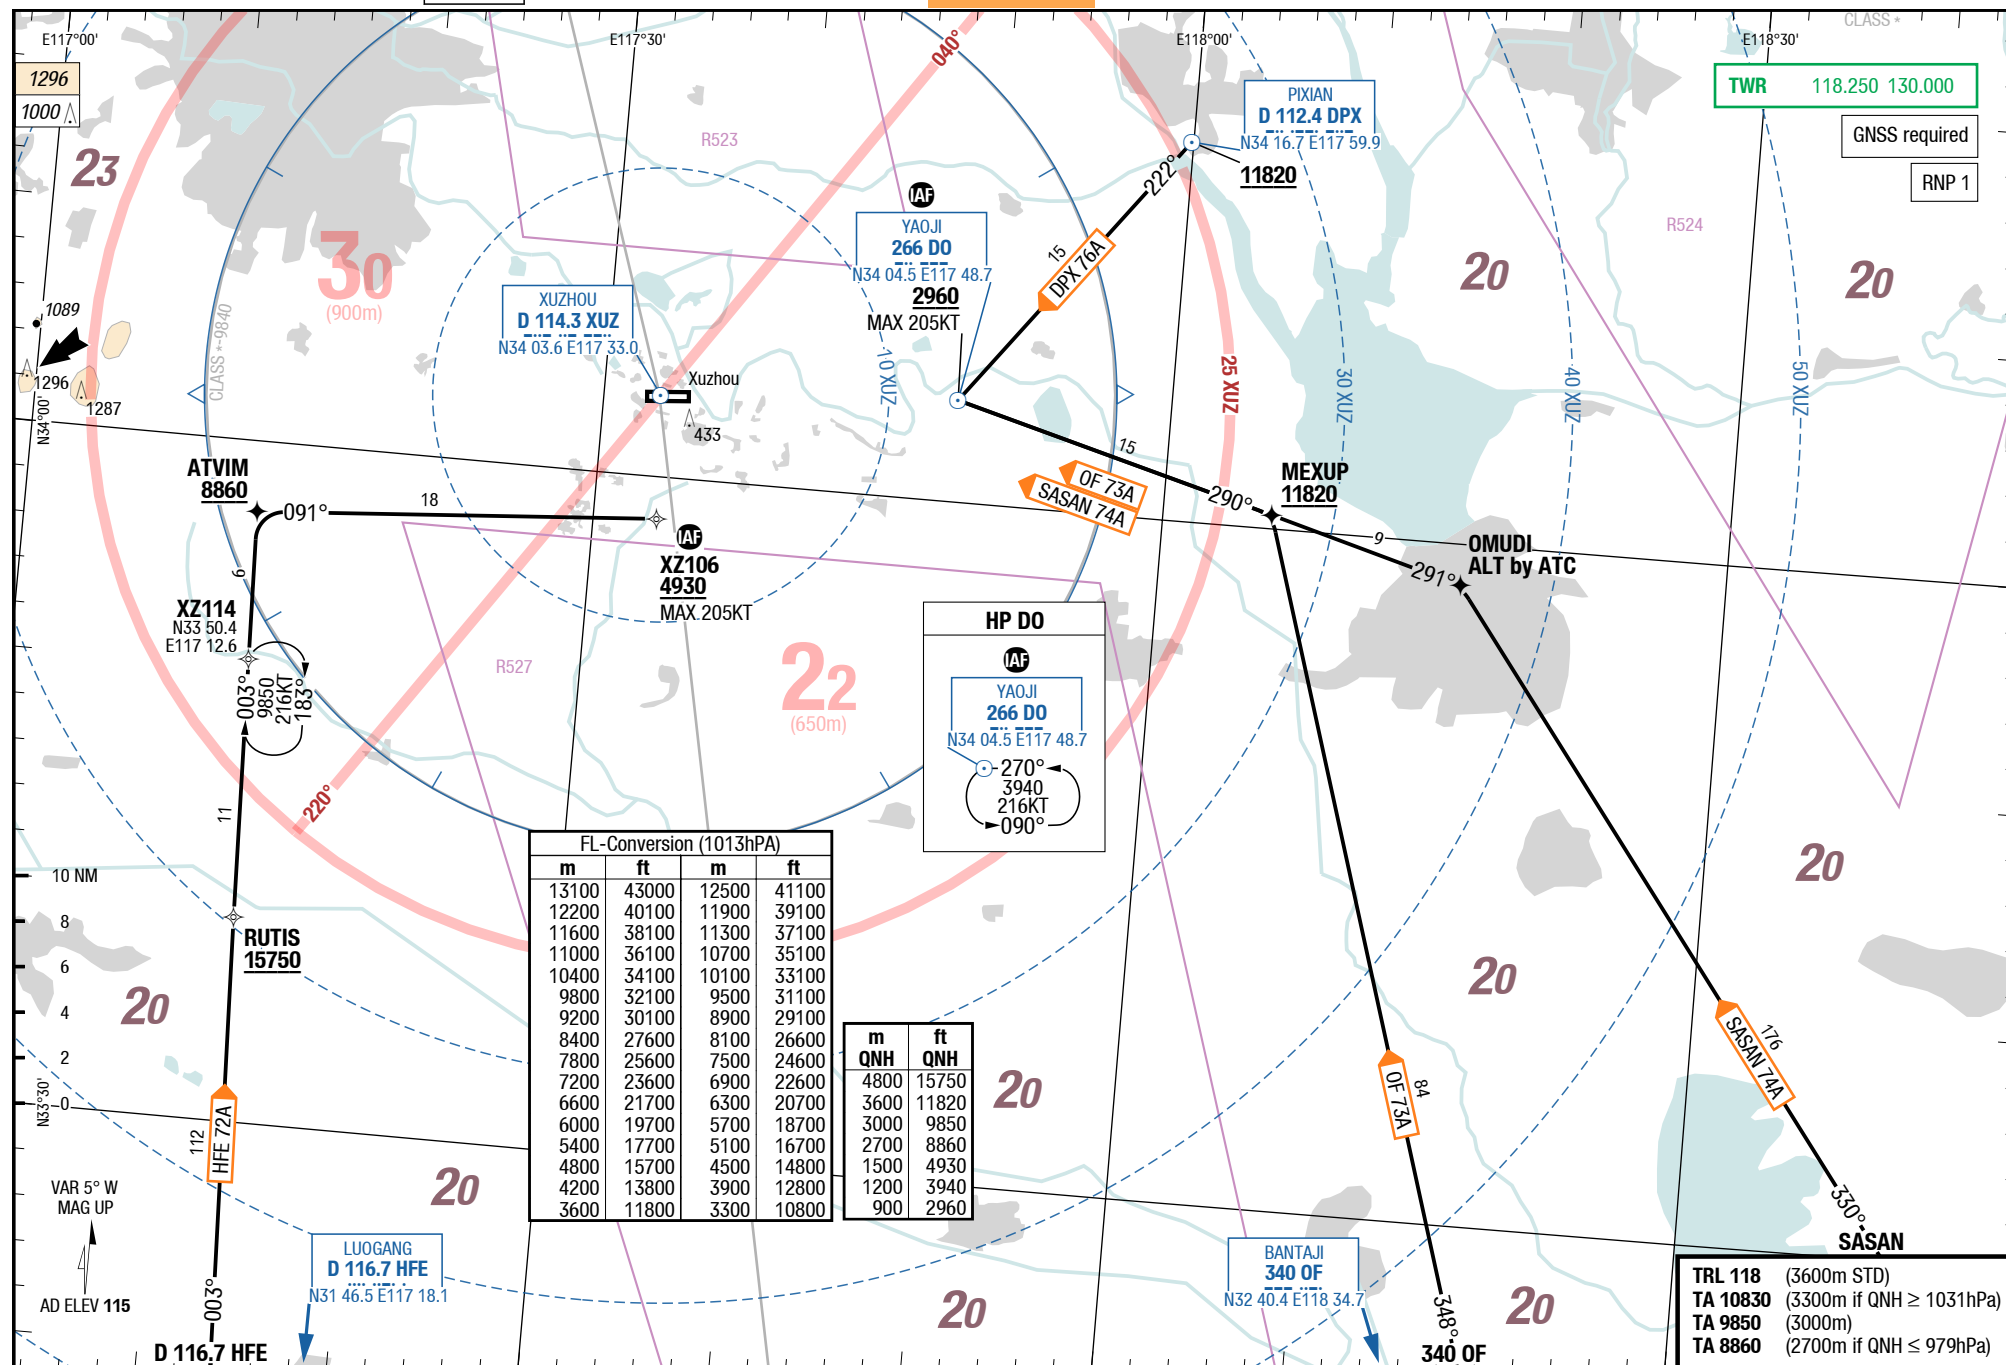 E117°00'
E117°30'
E118°00'
E118°30'
CLASS *
1296
1000
23
040°
R523
PIXIAN
D 112.4 DPX
N34 16.7 E117 59.9
11820
TWR 118.250 130.000
GNSS required
RNP 1
R524
222°
15
DPX 76A
IAF
YAOJI
266 DO
N34 04.5 E117 48.7
2960
MAX 205KT
30
(900m)
20
20
XUZHOU
D 114.3 XUZ
N34 03.6 E117 33.0
Xuzhou
433
1089
1296
1287
N34°00'
CLASS *-9840
10 XUZ
25 XUZ
30 XUZ
40 XUZ
50 XUZ
ATVIM
8860
091°
18
IAF
XZ106
4930
MAX 205KT
15
OF 73A
SASAN 74A
290°
MEXUP
11820
9
291°
OMUDI
ALT by ATC
6
XZ114
N33 50.4
E117 12.6
003°
9850
216KT
183°
R527
22
(650m)
HP DO
IAF
YAOJI
266 DO
N34 04.5 E117 48.7
270°
3940
216KT
090°
220°
11
RUTIS
15750
10 NM
8
6
4
2
0
N33°30'
20
20
20
20
20
20
20
FL-Conversion (1013hPA)
m ft m ft
13100 43000 12500 41100
12200 40100 11900 39100
11600 38100 11300 37100
11000 36100 10700 35100
10400 34100 10100 33100
9800 32100 9500 31100
9200 30100 8900 29100
8400 27600 8100 26600
7800 25600 7500 24600
7200 23600 6900 22600
6600 21700 6300 20700
6000 19700 5700 18700
5400 17700 5100 16700
4800 15700 4500 14800
4200 13800 3900 12800
3600 11800 3300 10800
m ft
QNH QNH
4800 15750
3600 11820
3000 9850
2700 8860
1500 4930
1200 3940
900 2960
112
HFE 72A
84
OF 73A
176
SASAN 74A
VAR 5° W
MAG UP
AD ELEV 115
003°
D 116.7 HFE
LUOGANG
D 116.7 HFE
N31 46.5 E117 18.1
BANTAJI
340 OF
N32 40.4 E118 34.7
348°
340 OF
330°
SASAN
TRL 118 (3600m STD)
TA 10830 (3300m if QNH ≥ 1031hPa)
TA 9850 (3000m)
TA 8860 (2700m if QNH ≤ 979hPa)